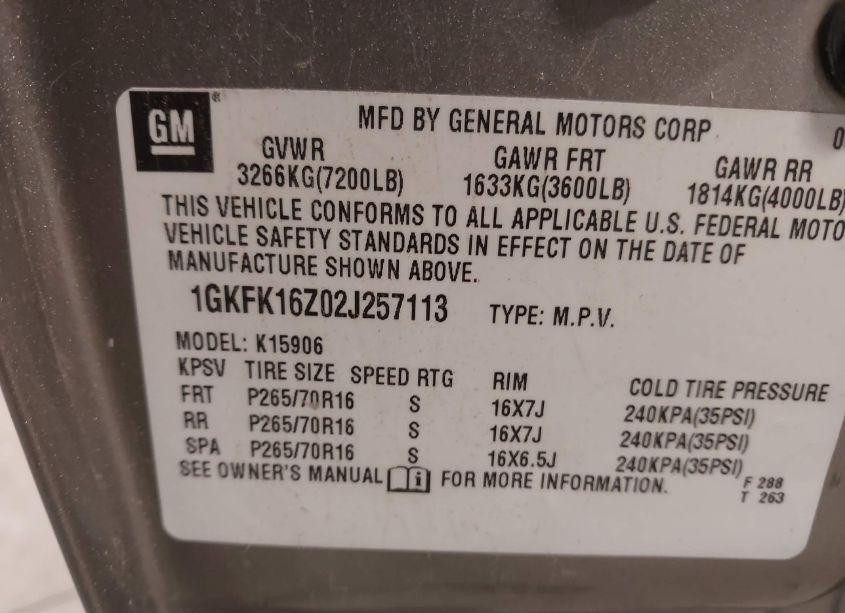 GM ®
MFD BY GENERAL MOTORS CORP 0
GVWR GAWR FRT GAWR RR
3266KG(7200LB) 1633KG(3600LB) 1814KG(4000LB)
THIS VEHICLE CONFORMS TO ALL APPLICABLE U.S. FEDERAL MOTO
VEHICLE SAFETY STANDARDS IN EFFECT ON THE DATE OF
MANUFACTURE SHOWN ABOVE.
1GKFK16Z02J257113 TYPE: M.P.V.
MODEL: K15906
KPSV TIRE SIZE SPEED RTG RIM COLD TIRE PRESSURE
FRT P265/70R16 S 16X7J 240KPA(35PSI)
RR P265/70R16 S 16X7J 240KPA(35PSI)
SPA P265/70R16 S 16X6.5J 240KPA(35PSI)
SEE OWNER'S MANUAL i FOR MORE INFORMATION.
F 288
T 263